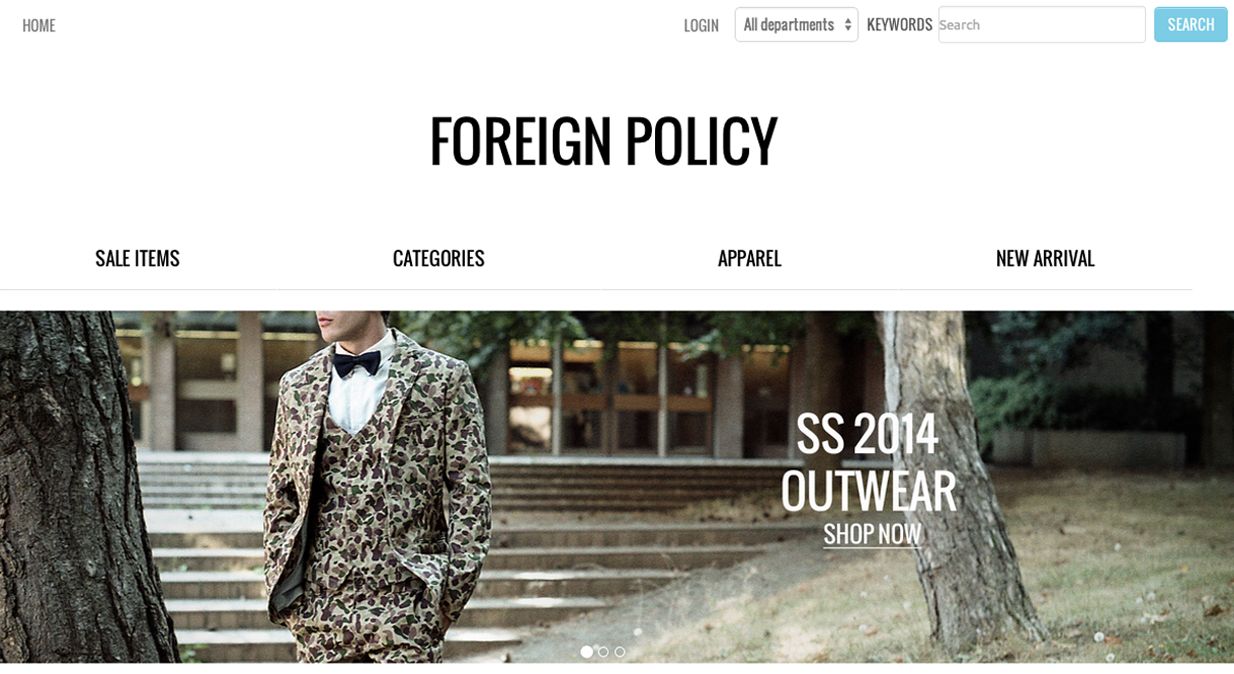 HOME LOGIN All departments KEYWORDS Search SEARCH
FOREIGN POLICY
SALE ITEMS CATEGORIES APPAREL NEW ARRIVAL
SS 2014
OUTWEAR
SHOP NOW